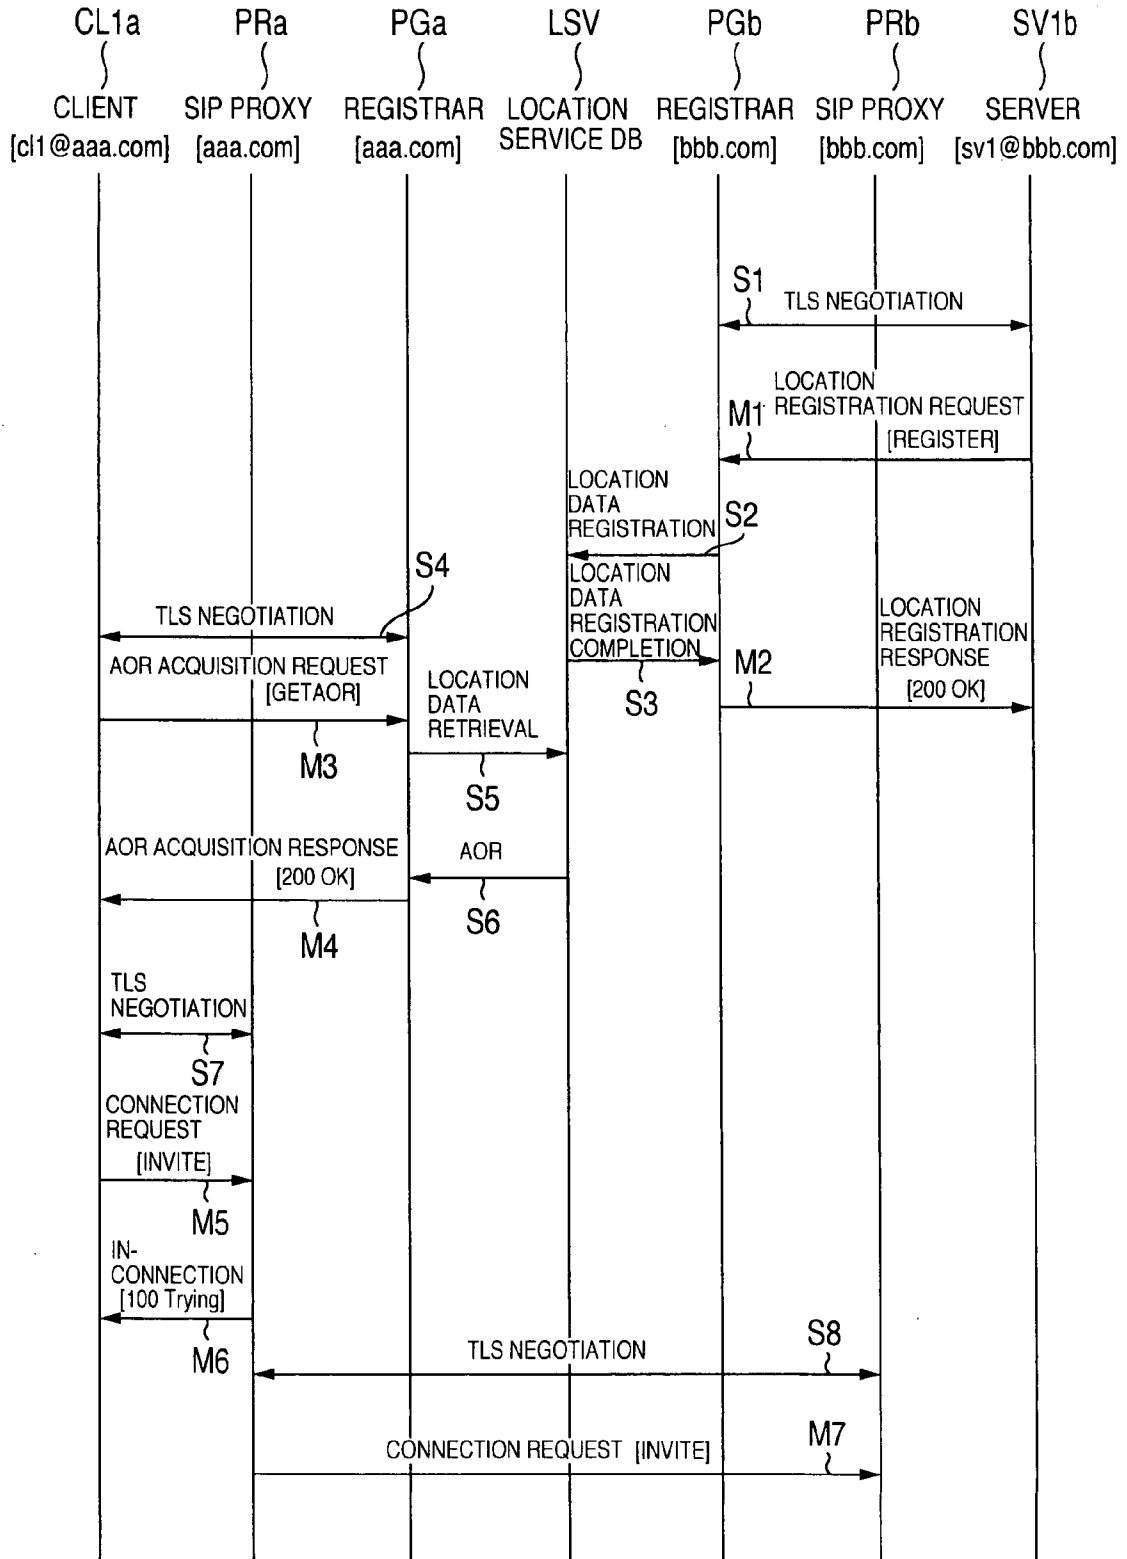 CL1a PRa PGa LSV PGb PRb SV1b
CLIENT SIP PROXY REGISTRAR LOCATION REGISTRAR SIP PROXY SERVER
[cl1@aaa.com] [aaa.com] [aaa.com] SERVICE DB [bbb.com] [bbb.com] [sv1@bbb.com]
S1
TLS NEGOTIATION
LOCATION
REGISTRATION REQUEST
M1
[REGISTER]
LOCATION
DATA
REGISTRATION
S2
LOCATION
DATA
REGISTRATION
COMPLETION
S3
S4
TLS NEGOTIATION
LOCATION
REGISTRATION
RESPONSE
[200 OK]
M2
AOR ACQUISITION REQUEST
[GETAOR]
M3
LOCATION
DATA
RETRIEVAL
S5
AOR ACQUISITION RESPONSE
[200 OK]
M4
AOR
S6
TLS
NEGOTIATION
S7
CONNECTION
REQUEST
[INVITE]
M5
IN-
CONNECTION
[100 Trying]
M6
TLS NEGOTIATION
S8
CONNECTION REQUEST [INVITE]
M7